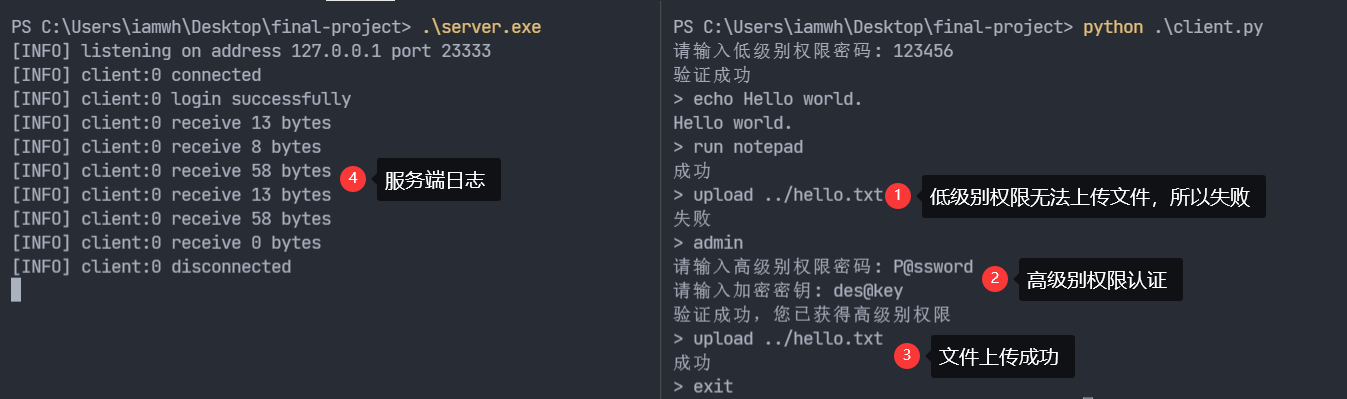 PS C:\Users\iamwh\Desktop\final-project> .\server.exe
[INFO] listening on address 127.0.0.1 port 23333
[INFO] client:0 connected
[INFO] client:0 login successfully
[INFO] client:0 receive 13 bytes
[INFO] client:0 receive 8 bytes
[INFO] client:0 receive 58 bytes
4 服务端日志
[INFO] client:0 receive 13 bytes
[INFO] client:0 receive 58 bytes
[INFO] client:0 receive 0 bytes
[INFO] client:0 disconnected
PS C:\Users\iamwh\Desktop\final-project> python .\client.py
请输入低级别权限密码: 123456
验证成功
> echo Hello world.
Hello world.
> run notepad
成功
> upload ../hello.txt
1 低级别权限无法上传文件，所以失败
失败
> admin
请输入高级别权限密码: P@ssword
2 高级别权限认证
请输入加密密钥: des@key
验证成功，您已获得高级别权限
> upload ../hello.txt
3 文件上传成功
成功
> exit